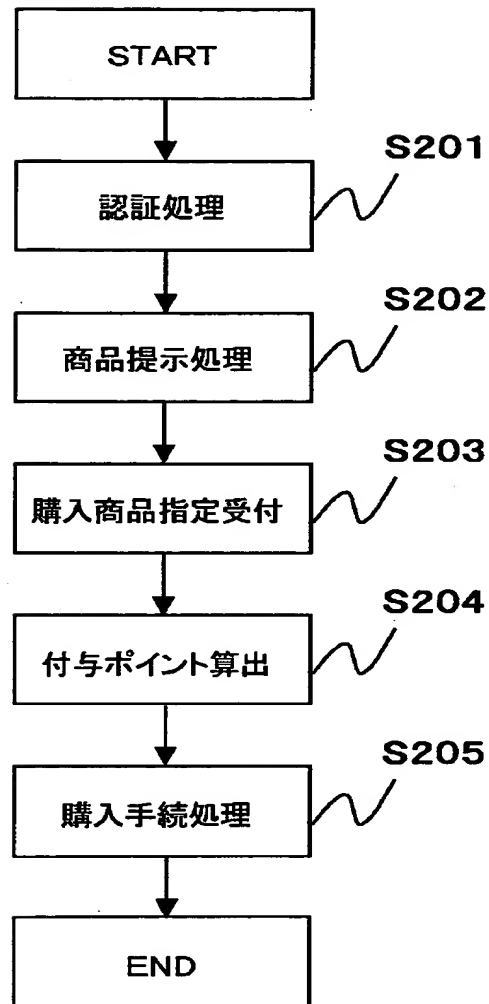 START
S201
認証処理
S202
商品提示処理
S203
購入商品指定受付
S204
付与ポイント算出
S205
購入手続処理
END